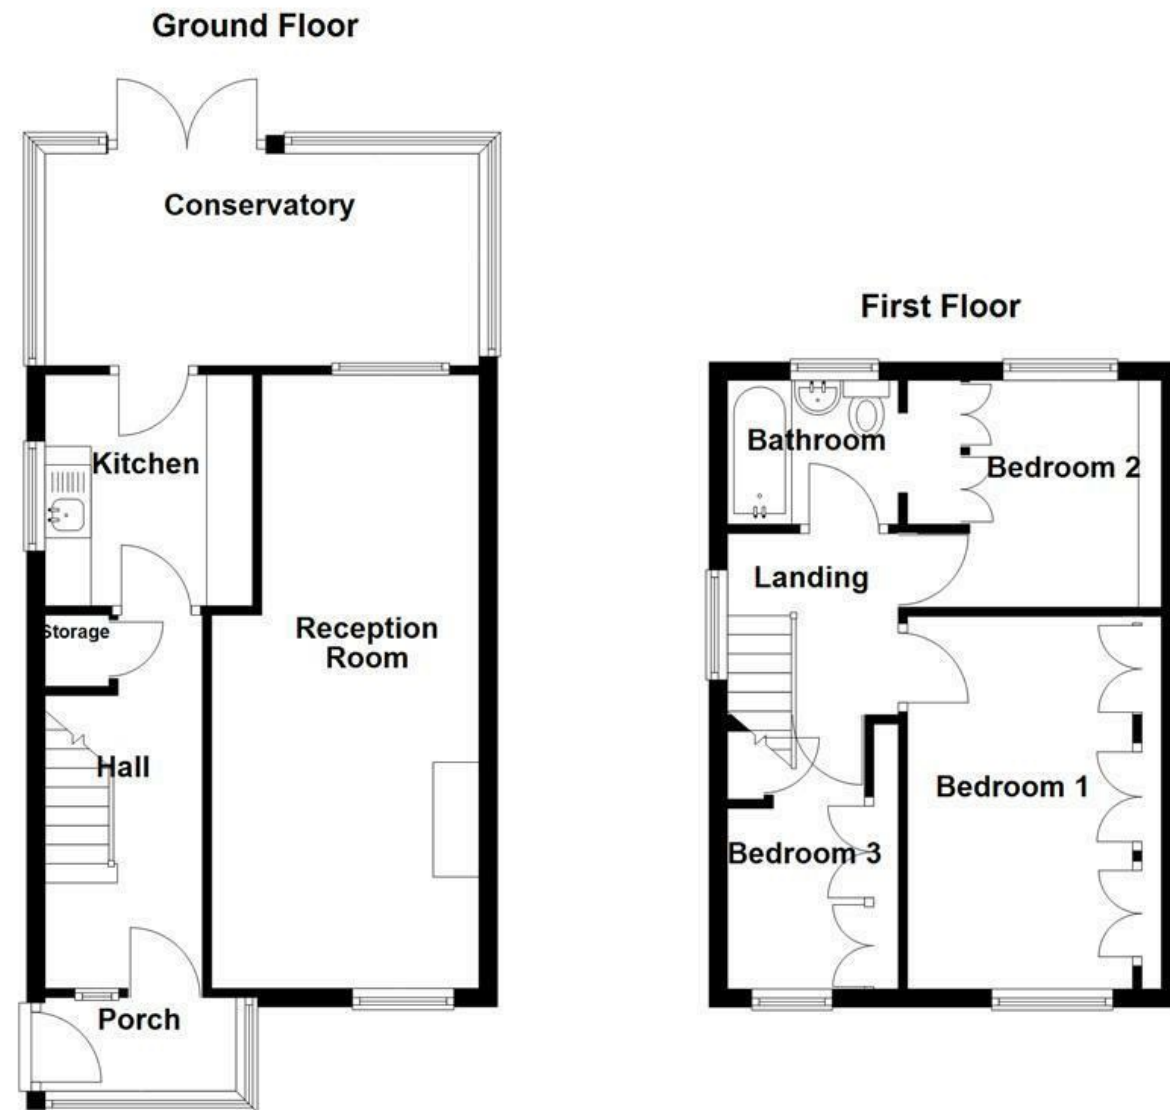 Ground Floor
Conservatory
Kitchen
Storage
Reception
Room
Hall
Porch
First Floor
Bathroom
Bedroom 2
Landing
Bedroom 1
Bedroom 3